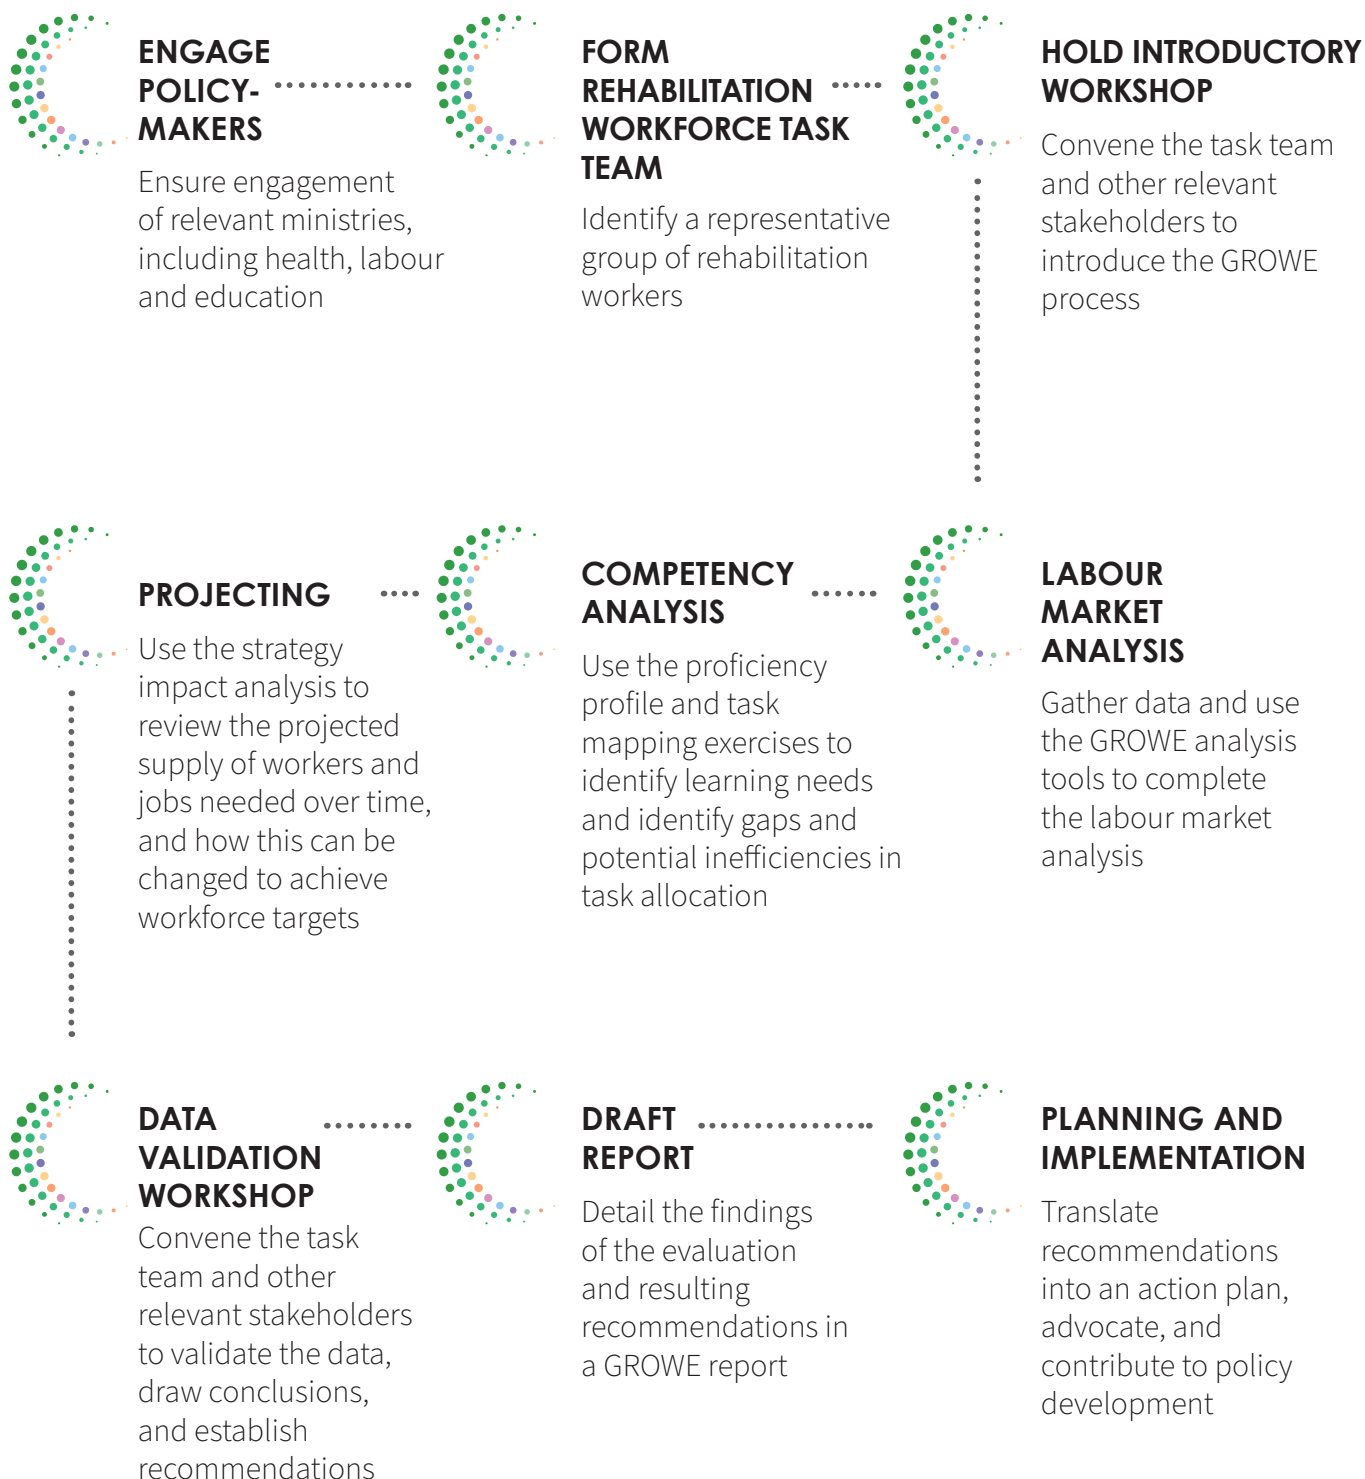 ENGAGE
POLICY-
MAKERS
Ensure engagement
of relevant ministries,
including health, labour
and education
FORM
REHABILITATION
WORKFORCE TASK
TEAM
Identify a representative
group of rehabilitation
workers
HOLD INTRODUCTORY
WORKSHOP
Convene the task team
and other relevant
stakeholders to
introduce the GROWE
process
LABOUR
MARKET
ANALYSIS
Gather data and use
the GROWE analysis
tools to complete
the labour market
analysis
COMPETENCY
ANALYSIS
Use the proficiency
profile and task
mapping exercises to
identify learning needs
and identify gaps and
potential inefficiencies in
task allocation
PROJECTING
Use the strategy
impact analysis to
review the projected
supply of workers and
jobs needed over time,
and how this can be
changed to achieve
workforce targets
DATA
VALIDATION
WORKSHOP
Convene the task
team and other
relevant stakeholders
to validate the data,
draw conclusions,
and establish
recommendations
DRAFT
REPORT
Detail the findings
of the evaluation
and resulting
recommendations in
a GROWE report
PLANNING AND
IMPLEMENTATION
Translate
recommendations
into an action plan,
advocate, and
contribute to policy
development